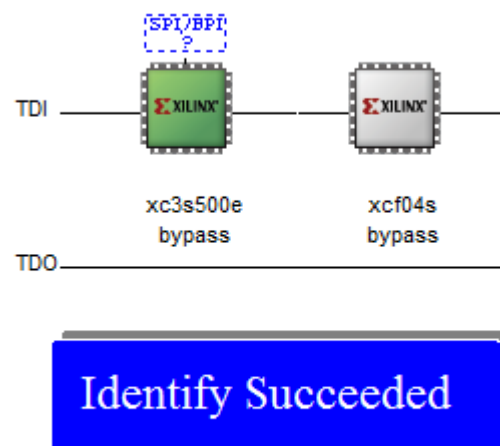 SPI/BPI
?
TDI
XILINX
XILINX
xc3s500e
xcf04s
bypass
bypass
TDO
Identify Succeeded